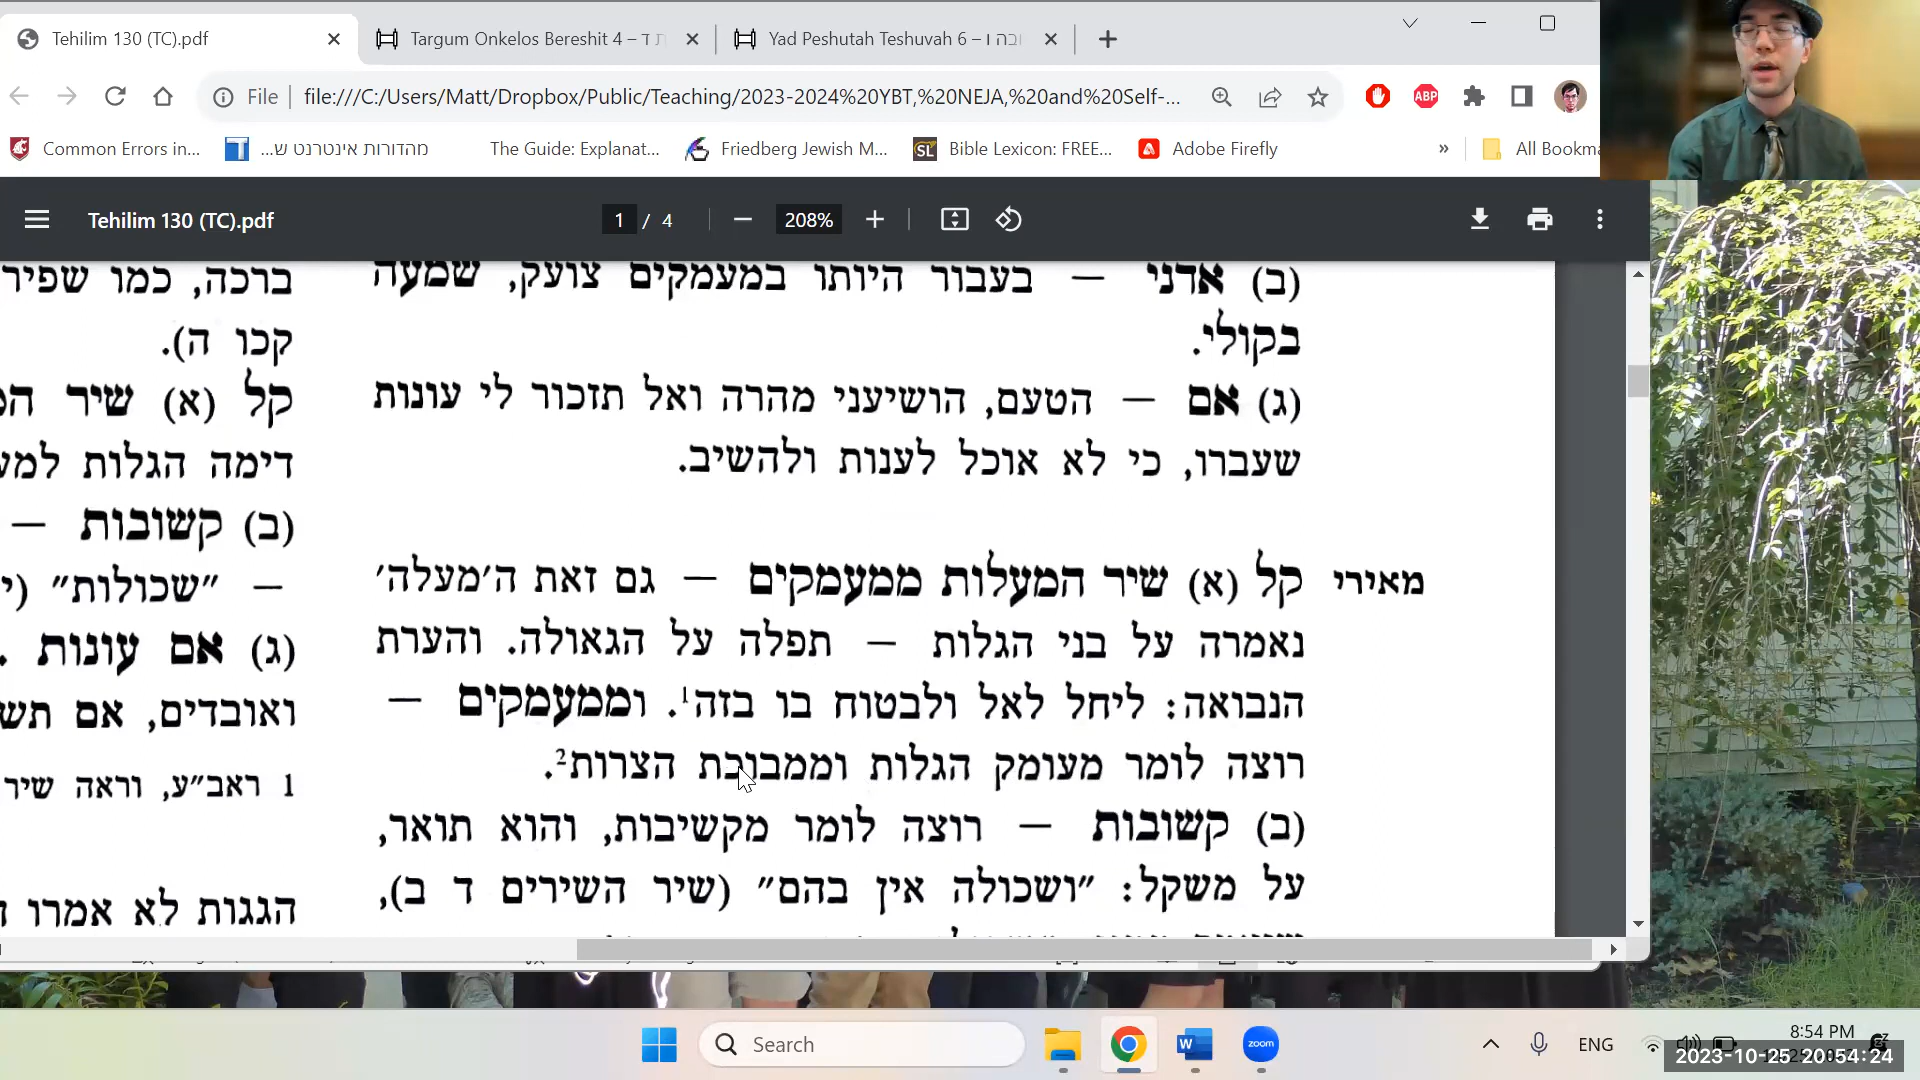 Tehilim 130 (TC).pdf
Targum Onkelos Bereshit 4 – ת ד
Yad Peshutah Teshuvah 6 – ובה ו
File
file:///C:/Users/Matt/Dropbox/Public/Teaching/2023-2024%20YBT,%20NEJA,%20and%20Self-...
ABP
Common Errors in...
מהדורות אינטרנט ש...
The Guide: Explanat...
Friedberg Jewish M...
SL
Bible Lexicon: FREE...
Adobe Firefly
»
All Bookma
Tehilim 130 (TC).pdf
1 / 4
208%
(ב) אדני — בעבור היותו במעמקים צועק, שמעה
בקולי.
(ג) אם — הטעם, הושיעני מהרה ואל תזכור לי עונות
שעברו, כי לא אוכל לענות ולהשיב.
מאירי
קל (א) שיר המעלות ממעמקים — גם זאת ה'מעלה'
נאמרה על בני הגלות — תפלה על הגאולה. והערת
הנבואה: ליחל לאל ולבטוח בו בזה¹. וממעמקים —
רוצה לומר מעומק הגלות וממבוכת הצרות².
(ב) קשובות — רוצה לומר מקשיבות, והוא תואר,
על משקל: "ושכולה אין בהם" (שיר השירים ד ב),
ברכה, כמו שפיר
קכו ה).
קל (א) שיר
דימה הגלות
(ב) קשובות —
— "שכולות"
(ג) אם עונות .
ואובדים, אם
1 ראב"ע, וראה שיר
הגגות לא אמרו
Search
W
zoom
ENG
8:54 PM
2023-10-25 20:54:24